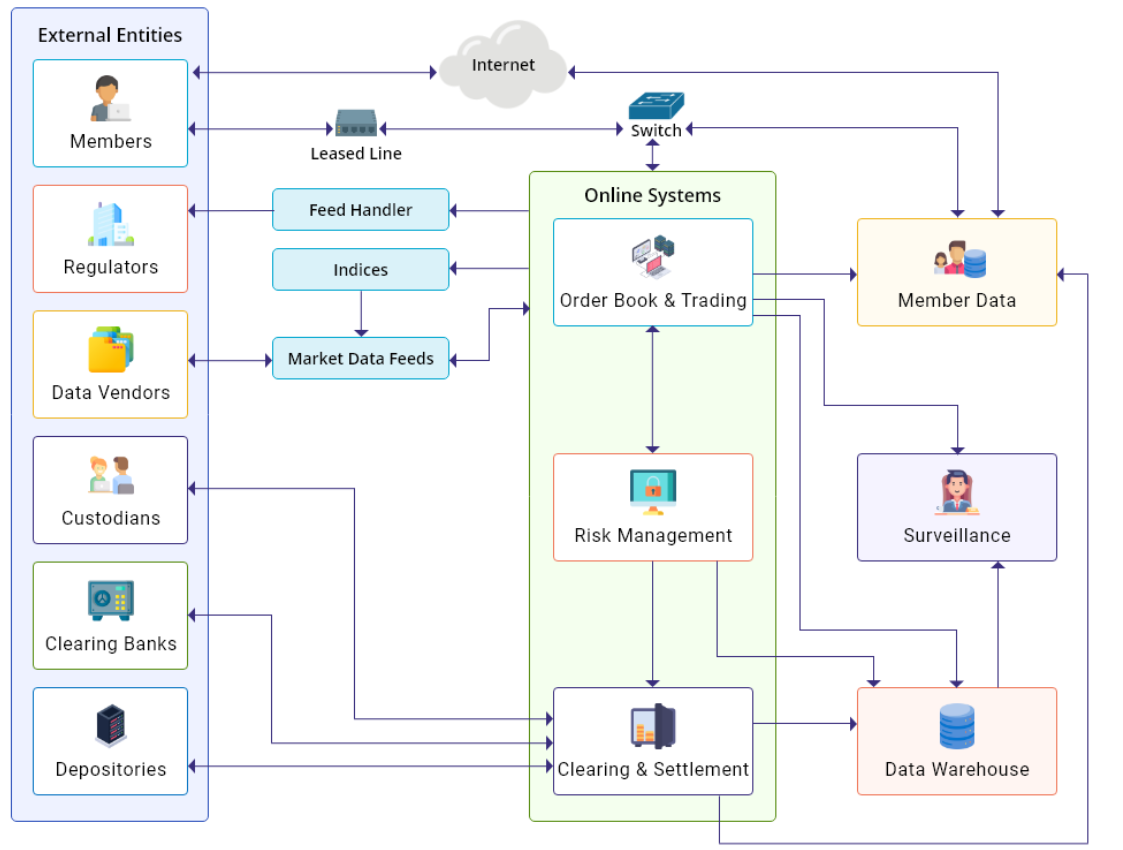 External Entities
Internet
Members
Leased Line
Switch
Online Systems
Feed Handler
Regulators
Indices
Order Book & Trading
Member Data
Market Data Feeds
Data Vendors
Custodians
Risk Management
Surveillance
Clearing Banks
Depositories
Clearing & Settlement
Data Warehouse